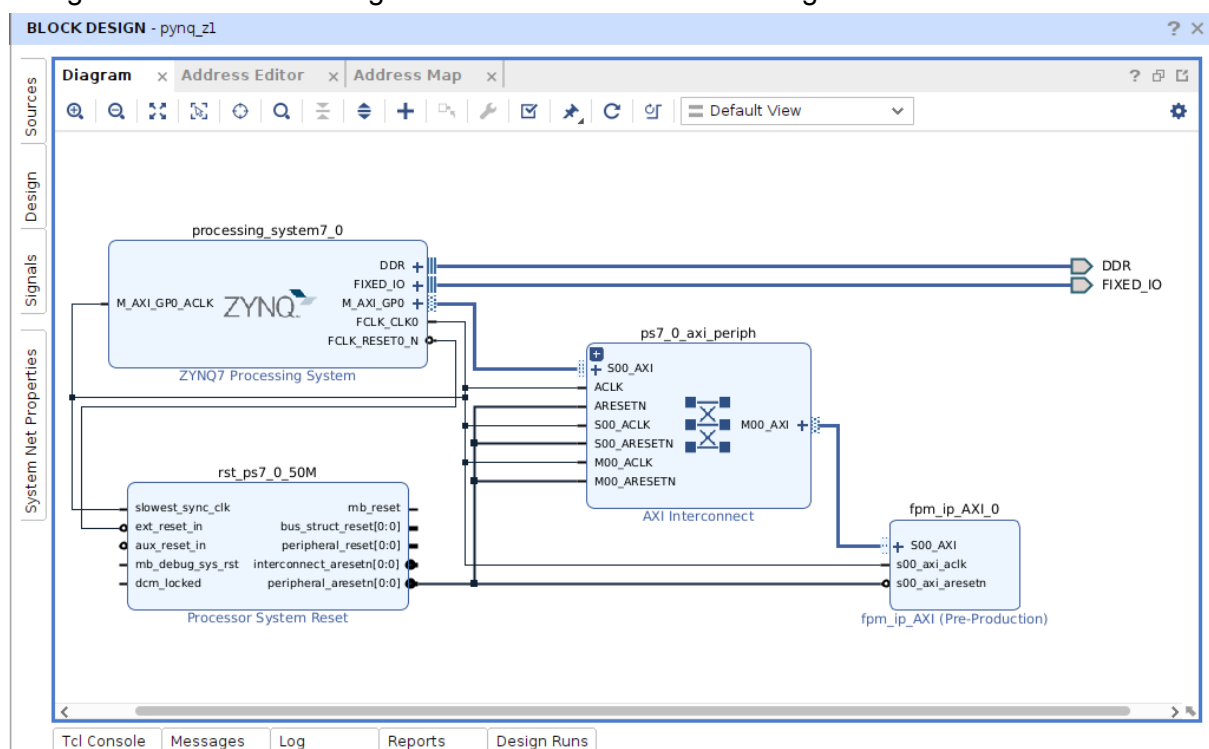 BLOCK DESIGN - pynq_z1
? ×
Sources
Design
Signals
System Net Properties
Diagram × Address Editor × Address Map ×
?
Default View
processing_system7_0
DDR
FIXED_IO
M_AXI_GP0_ACLK ZYNQ M_AXI_GP0
FCLK_CLK0
FCLK_RESET0_N
ZYNQ7 Processing System
DDR
FIXED_IO
ps7_0_axi_periph
S00_AXI
ACLK
ARESETN
S00_ACLK
S00_ARESETN
M00_ACLK
M00_ARESETN
M00_AXI
AXI Interconnect
rst_ps7_0_50M
slowest_sync_clk mb_reset
ext_reset_in bus_struct_reset[0:0]
aux_reset_in peripheral_reset[0:0]
mb_debug_sys_rst interconnect_aresetn[0:0]
dcm_locked peripheral_aresetn[0:0]
Processor System Reset
fpm_ip_AXI_0
S00_AXI
s00_axi_aclk
s00_axi_aresetn
fpm_ip_AXI (Pre-Production)
Tcl Console Messages Log Reports Design Runs